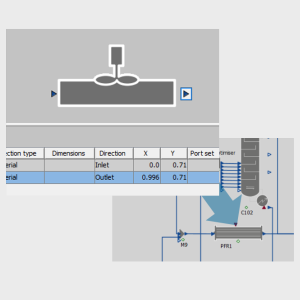 ction type Dimensions Direction X Y Port set
erial Inlet 0.0 0.71
erial Outlet 0.996 0.71
C102
M9
PFR1